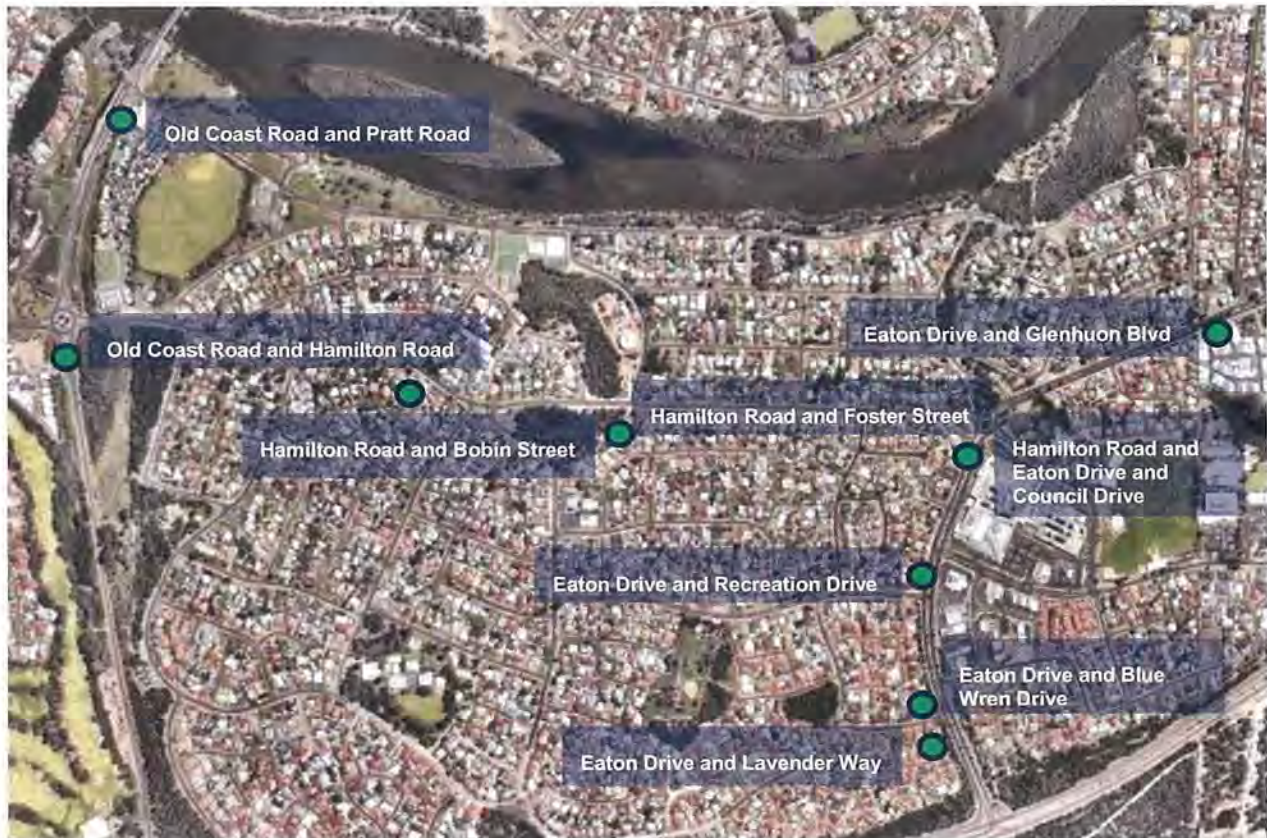 Old Coast Road and Pratt Road
Old Coast Road and Hamilton Road
Eaton Drive and Glenhuon Blvd
Hamilton Road and Bobin Street
Hamilton Road and Foster Street
Hamilton Road and
Eaton Drive and
Council Drive
Eaton Drive and Recreation Drive
Eaton Drive and Blue
Wren Drive
Eaton Drive and Lavender Way